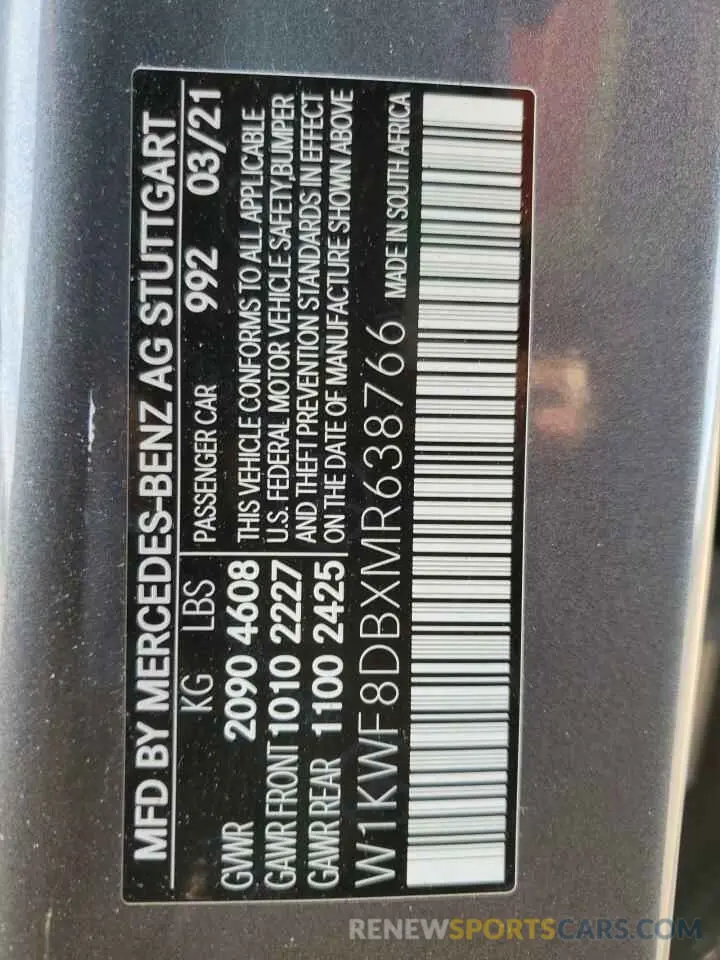 MFD BY MERCEDES-BENZ AG STUTTGART
KG LBS PASSENGER CAR 992 03/21
GVWR 2090 4608 THIS VEHICLE CONFORMS TO ALL APPLICABLE
GAWR FRONT 1010 2227 U.S. FEDERAL MOTOR VEHICLE SAFETY,BUMPER
GAWR REAR 1100 2425 AND THEFT PREVENTION STANDARDS IN EFFECT
ON THE DATE OF MANUFACTURE SHOWN ABOVE
W1KWF8DBXMR638766 MADE IN SOUTH AFRICA
RENEWSPORTSCARS.COM